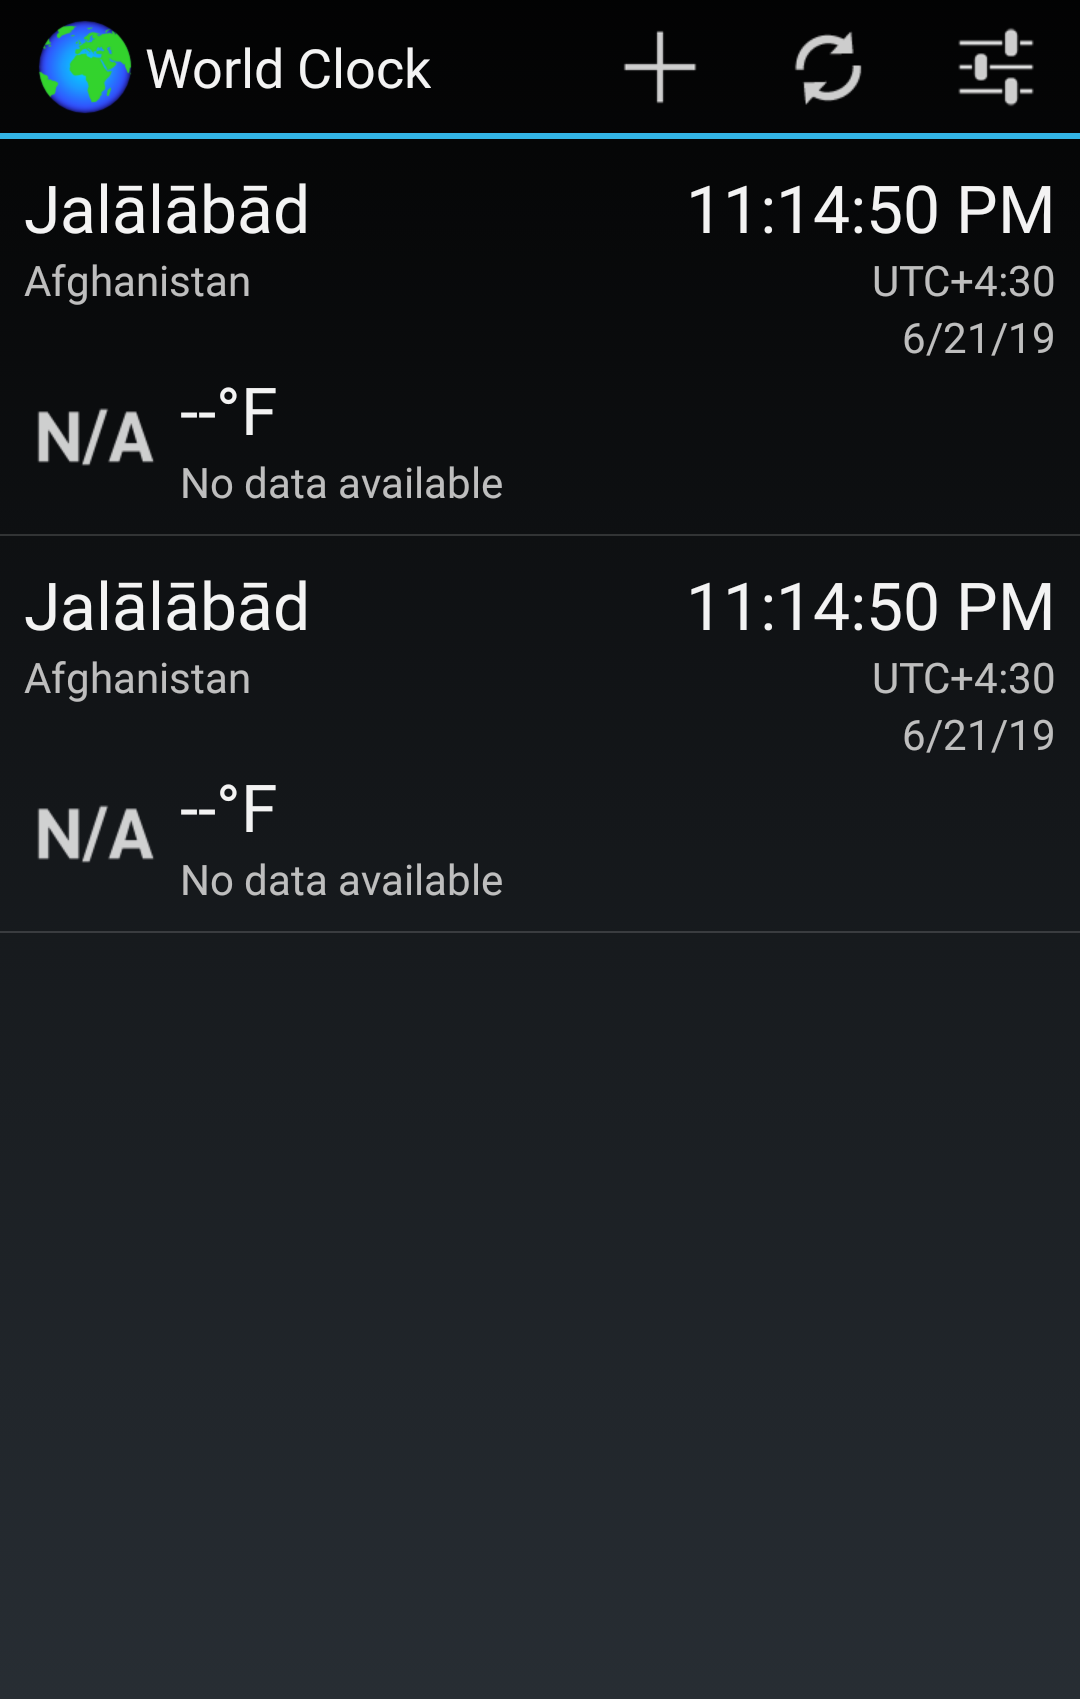 World Clock
Jalālābād 11:14:50 PM
Afghanistan UTC+4:30
6/21/19
N/A --°F
No data available
Jalālābād 11:14:50 PM
Afghanistan UTC+4:30
6/21/19
N/A --°F
No data available